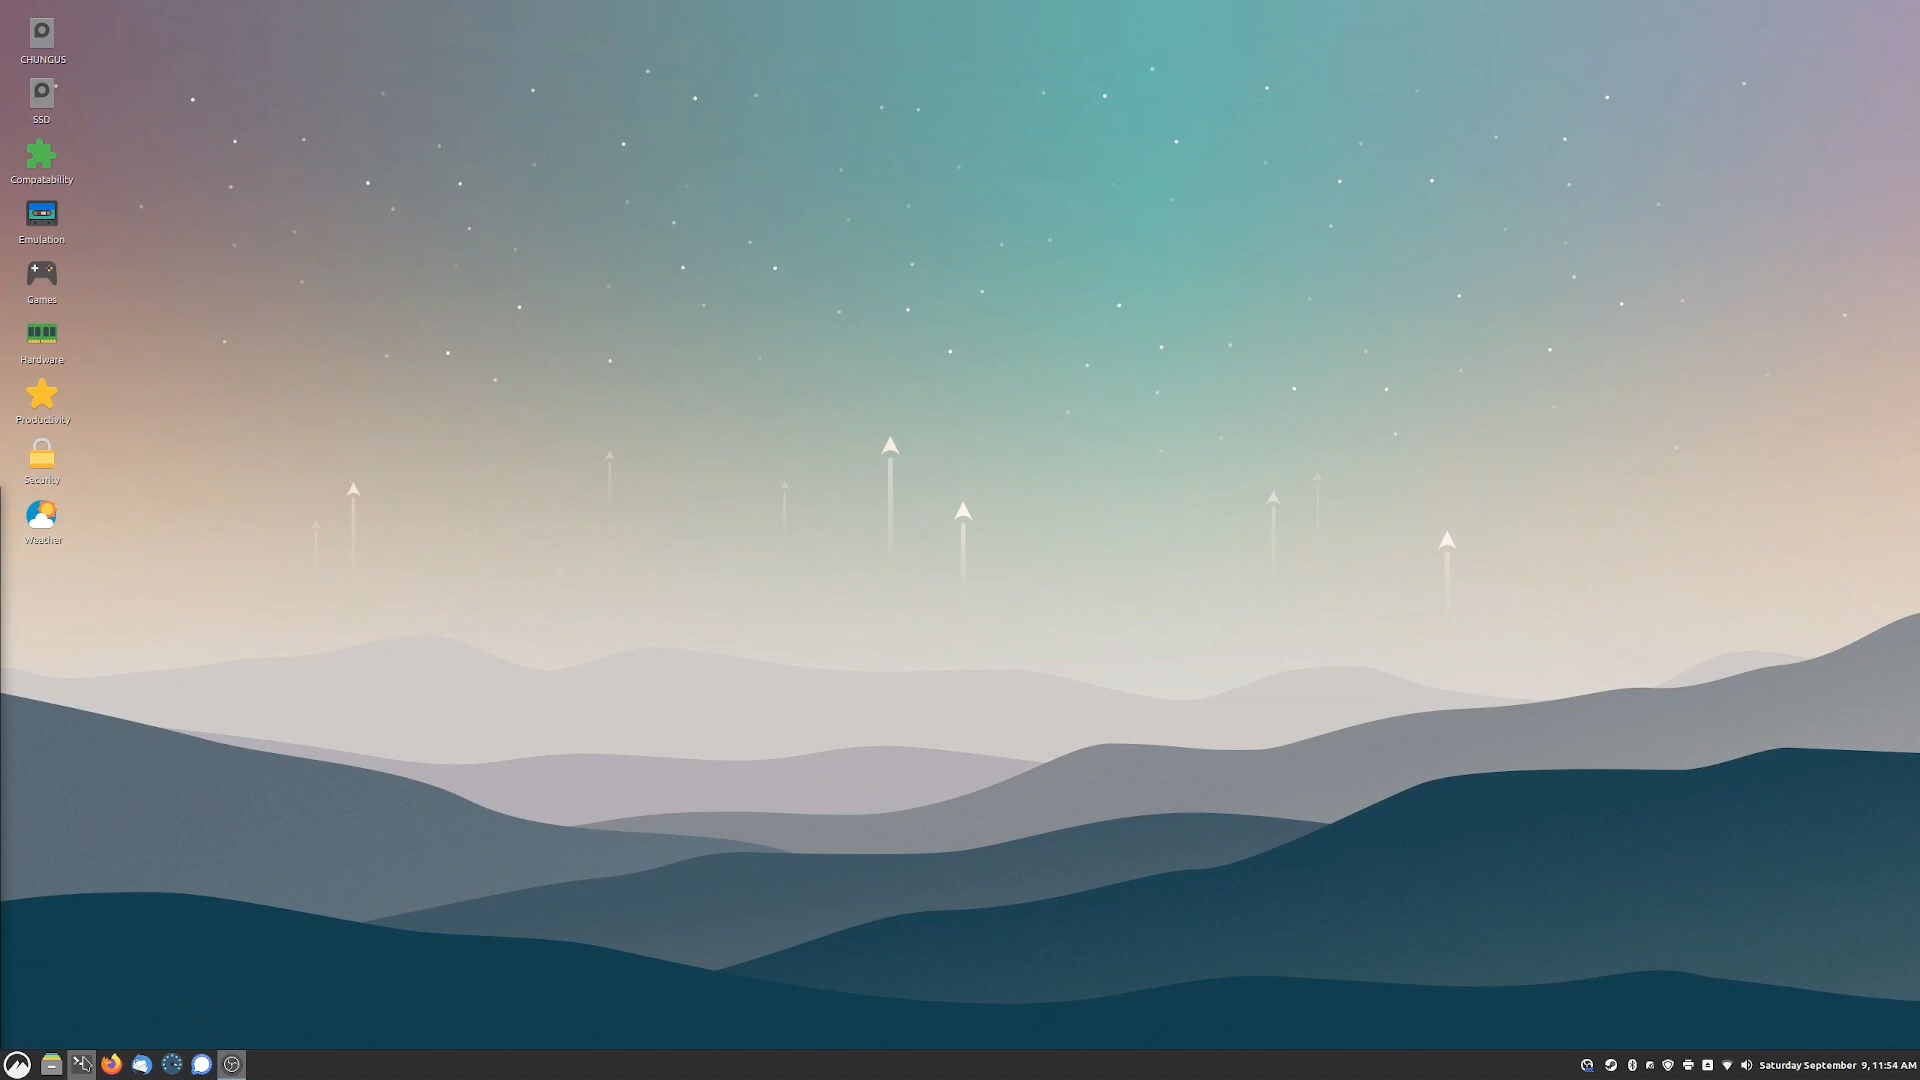 CHUNGUS
SSD
Compatability
Emulation
Games
Hardware
Productivity
Security
Weather
Saturday September 9, 11:54 AM